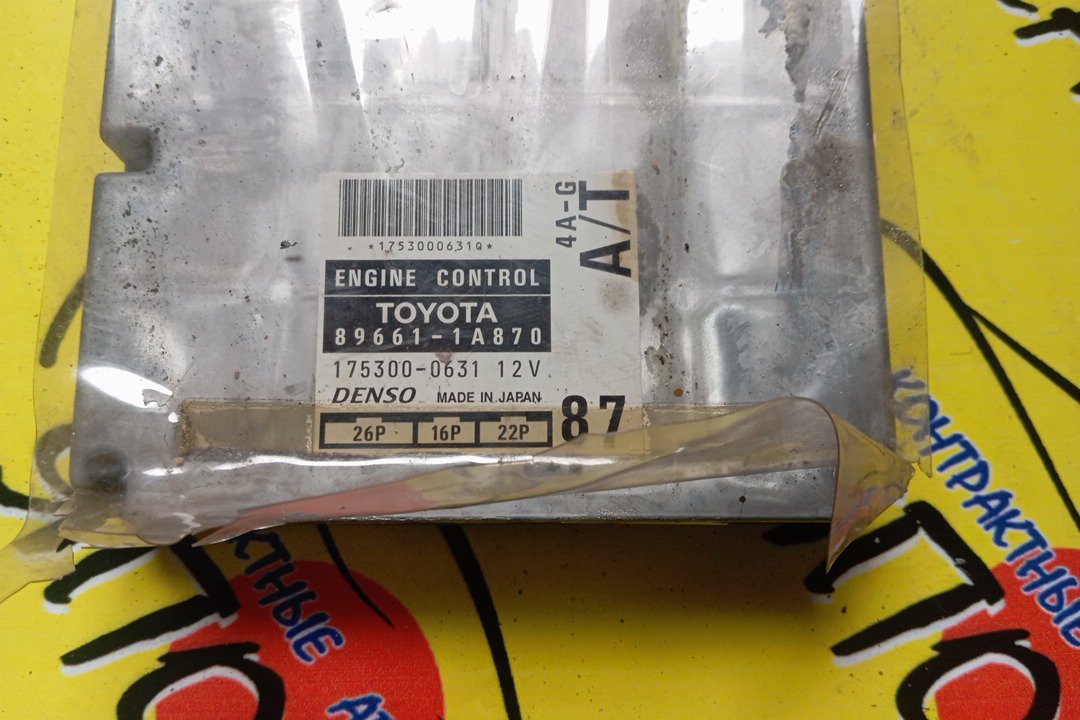 *1753000631Q*
4A-G
A/T
ENGINE CONTROL
TOYOTA
89661-1A870
175300-0631 12V
DENSO MADE IN JAPAN
87
26P 16P 22P
КОНТРАКТНЫЕ